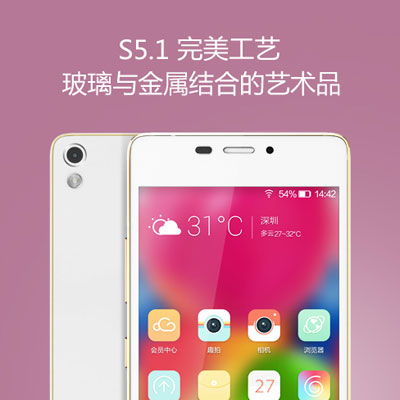 S5.1 完美工艺
玻璃与金属结合的艺术品
54% 14:42
31°C
深圳
多云27~32°C
会员中心 趣拍 相机 浏览器
27